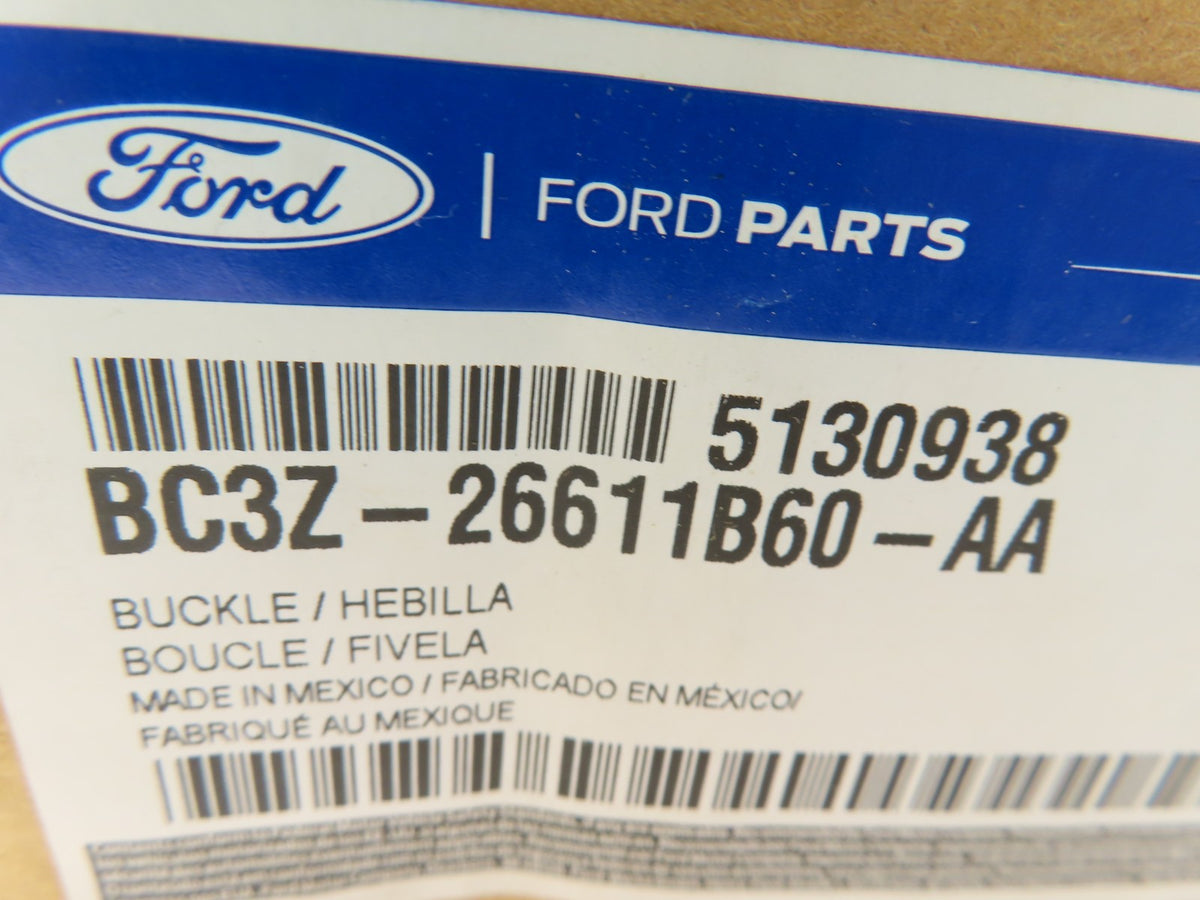 Ford | FORD PARTS
5130938
BC3Z-26611B60-AA
BUCKLE / HEBILLA
BOUCLE / FIVELA
MADE IN MEXICO / FABRICADO EN MÉXICO/
FABRIQUÉ AU MEXIQUE